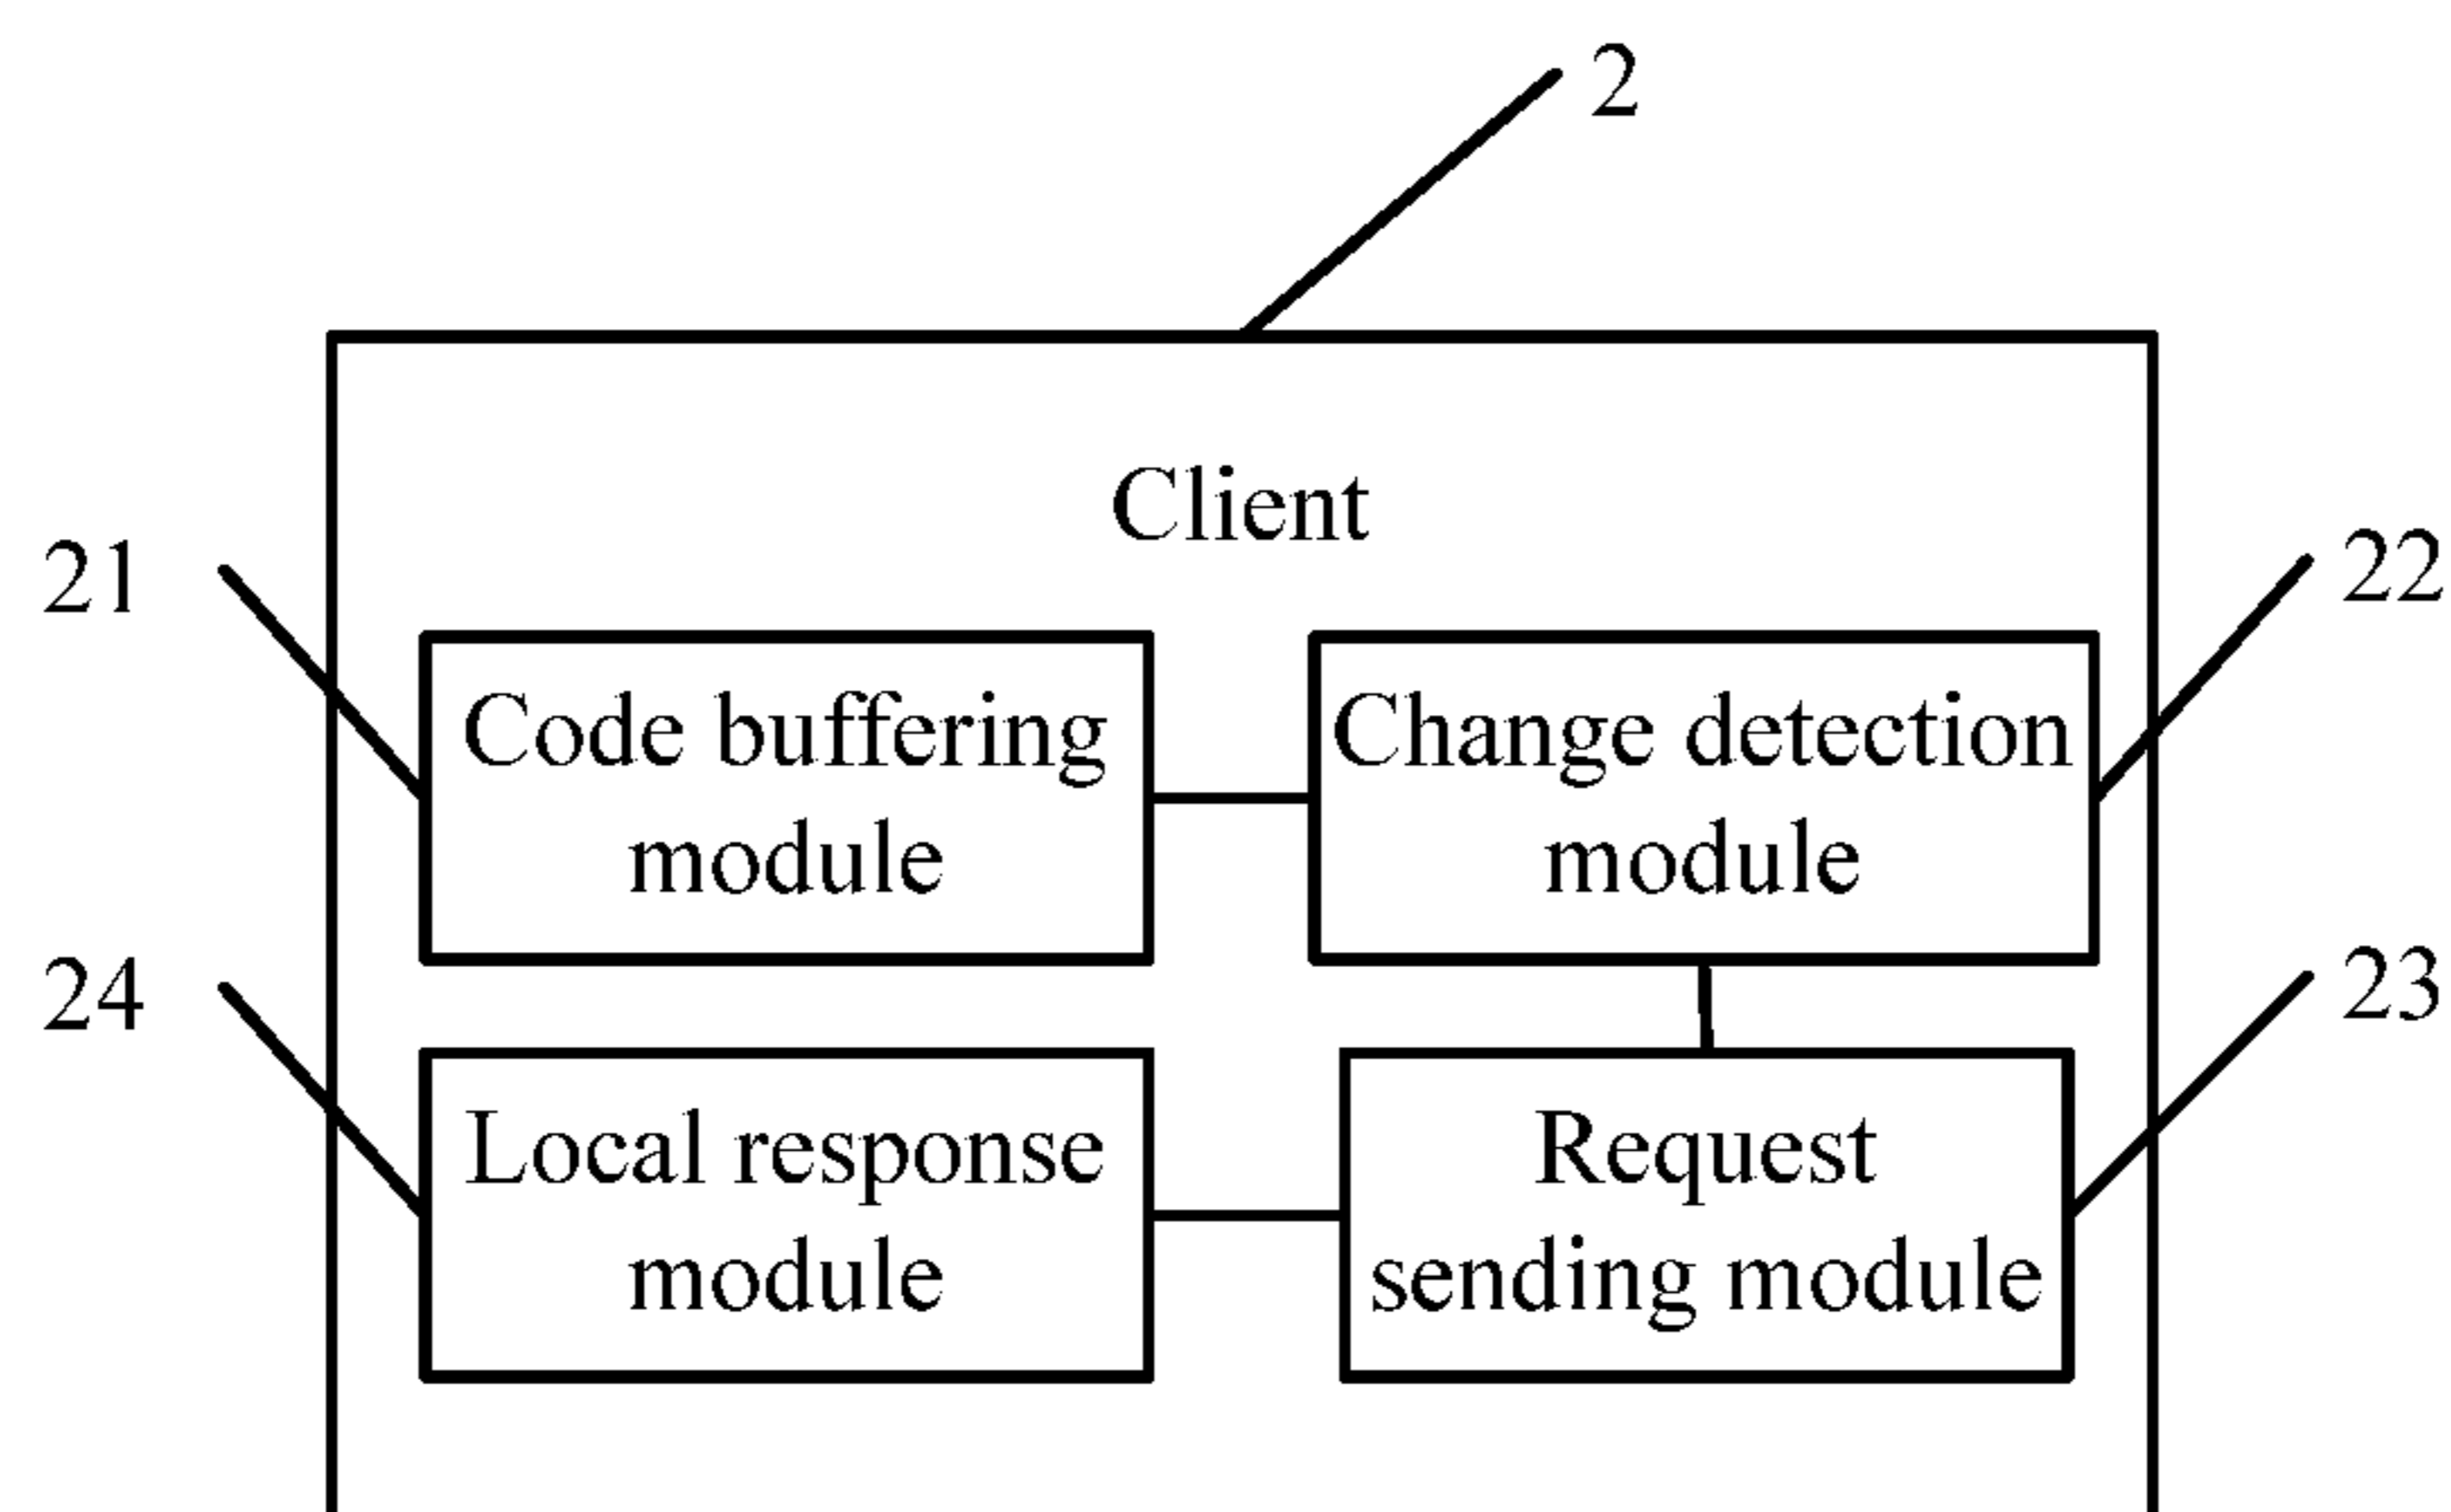 2
Client
21
22
Code buffering
module
Change detection
module
24
23
Local response
module
Request
sending module